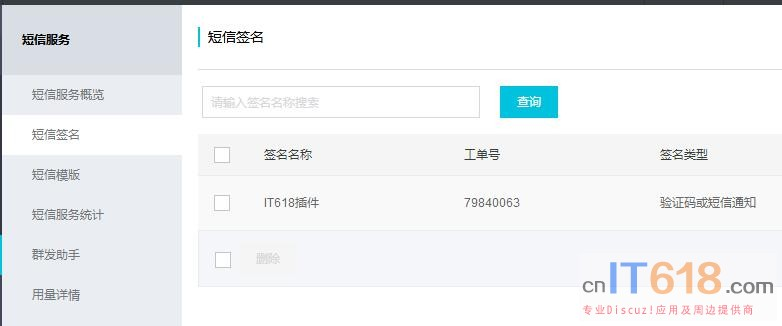 短信服务
短信服务概览
短信签名
短信模版
短信服务统计
群发助手
用量详情
短信签名
请输入签名名称搜索
查询
签名名称 工单号 签名类型
IT618插件 79840063 验证码或短信通知
删除
cnIT618.com
专业Discuz!应用及周边提供商